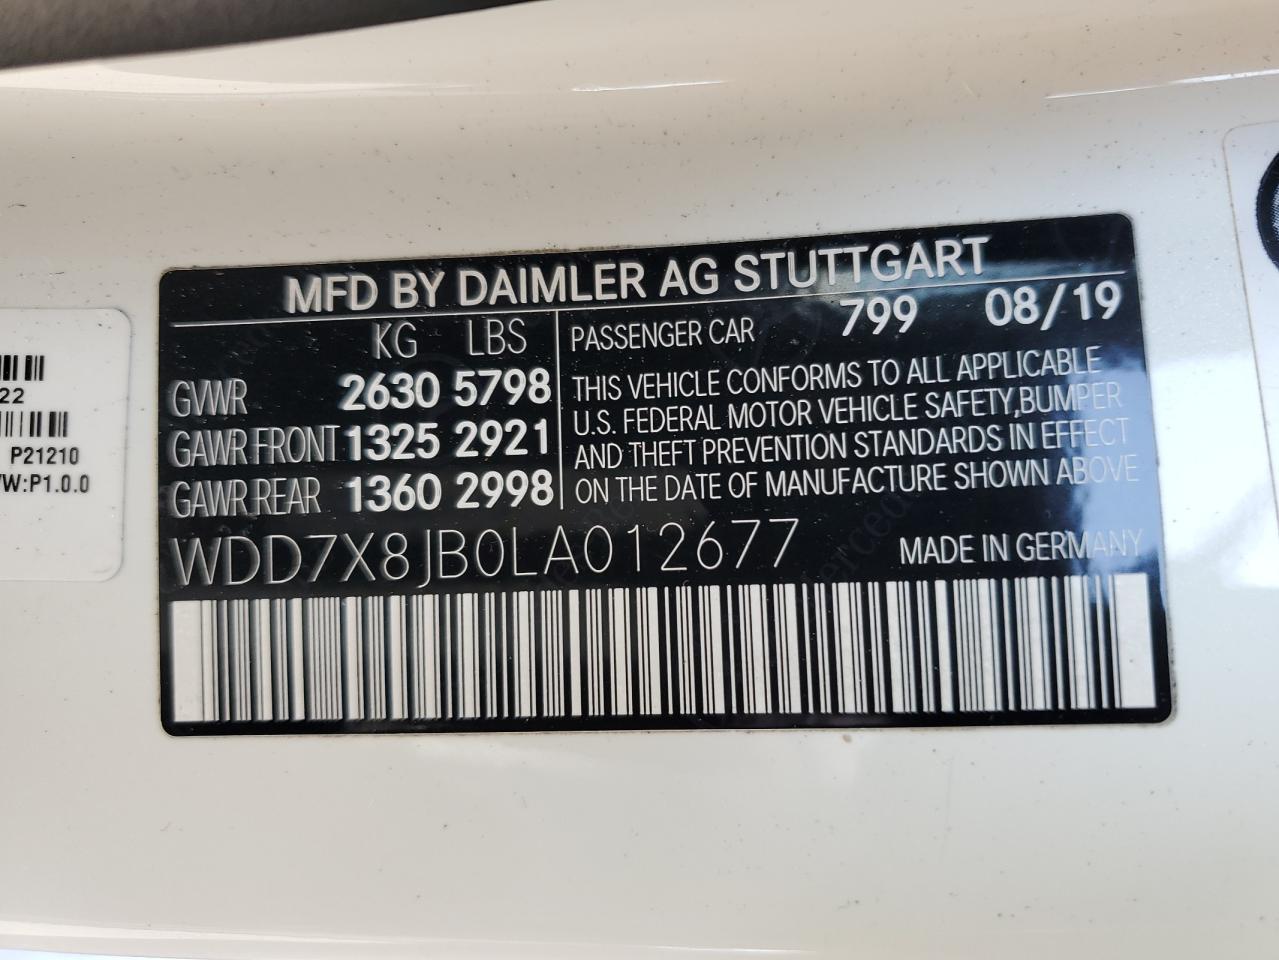 MFD BY DAIMLER AG STUTTGART
KG LBS
GVWR 2630 5798
GAWR FRONT 1325 2921
GAWR REAR 1360 2998
PASSENGER CAR 799 08/19
THIS VEHICLE CONFORMS TO ALL APPLICABLE
U.S. FEDERAL MOTOR VEHICLE SAFETY,BUMPER
AND THEFT PREVENTION STANDARDS IN EFFECT
ON THE DATE OF MANUFACTURE SHOWN ABOVE
WDD7X8JB0LA012677 MADE IN GERMANY
22
P21210
W:P1.0.0